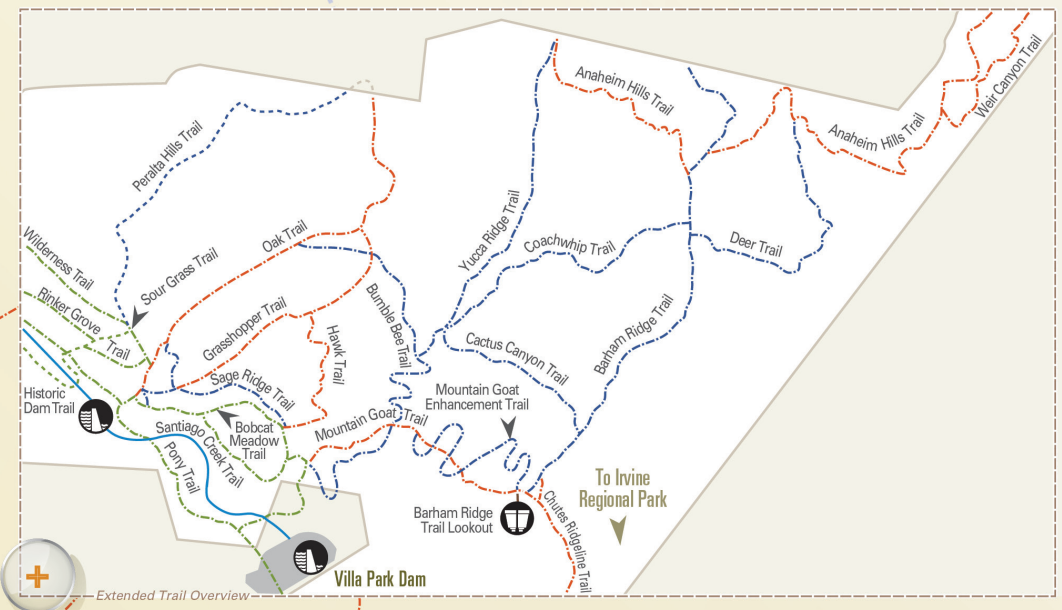 Anaheim Hills Trail
Weir Canyon Trail
Anaheim Hills Trail
Peralta Hills Trail
Yucca Ridge Trail
Oak Trail
Coachwhip Trail
Deer Trail
Wilderness Trail
Sour Grass Trail
Rinker Grove
Trail
Grasshopper Trail
Bumble Bee Trail
Hawk Trail
Barham Ridge Trail
Cactus Canyon Trail
Sage Ridge Trail
Mountain Goat
Enhancement Trail
Historic
Dam Trail
Mountain Goat Trail
Bobcat
Meadow
Trail
Santiago Creek Trail
Pony Trail
To Irvine
Regional Park
Barham Ridge
Trail Lookout
Chutes Ridgeline Trail
Villa Park Dam
Extended Trail Overview